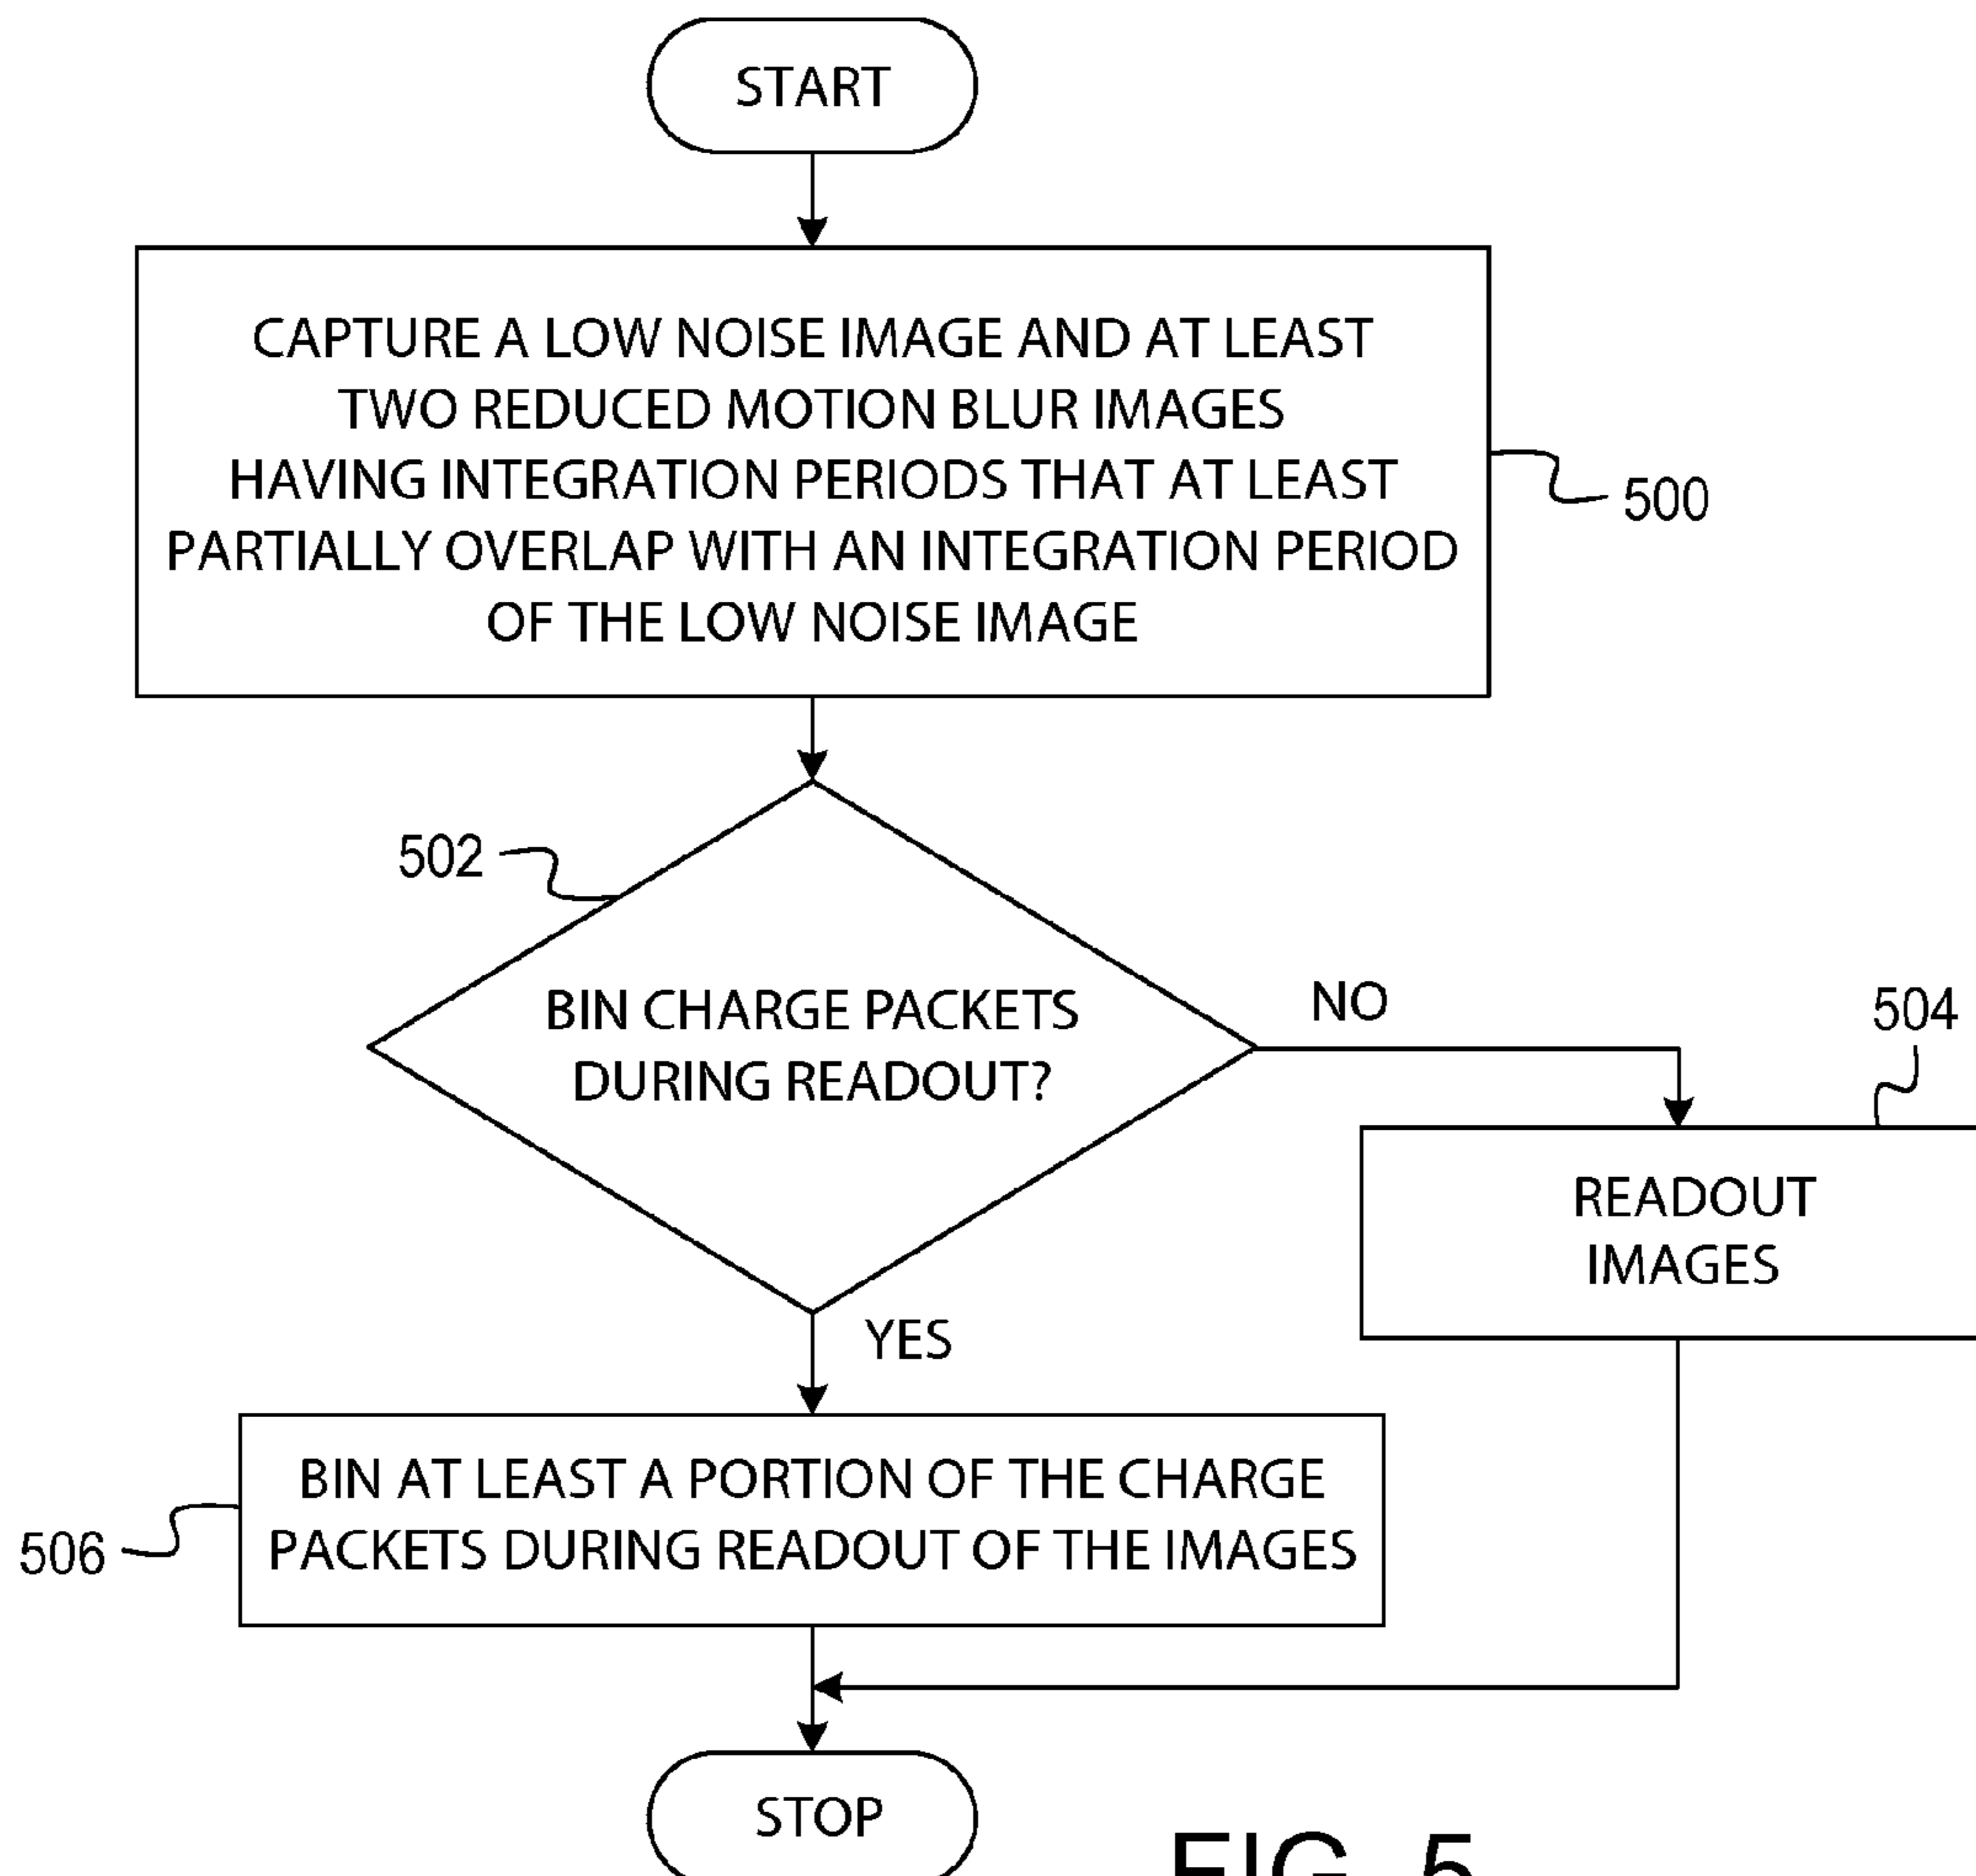 START
CAPTURE A LOW NOISE IMAGE AND AT LEAST
TWO REDUCED MOTION BLUR IMAGES
HAVING INTEGRATION PERIODS THAT AT LEAST
PARTIALLY OVERLAP WITH AN INTEGRATION PERIOD
OF THE LOW NOISE IMAGE
500
502
BIN CHARGE PACKETS
DURING READOUT?
NO
504
READOUT
IMAGES
YES
BIN AT LEAST A PORTION OF THE CHARGE
PACKETS DURING READOUT OF THE IMAGES
506
STOP
FIG. 5